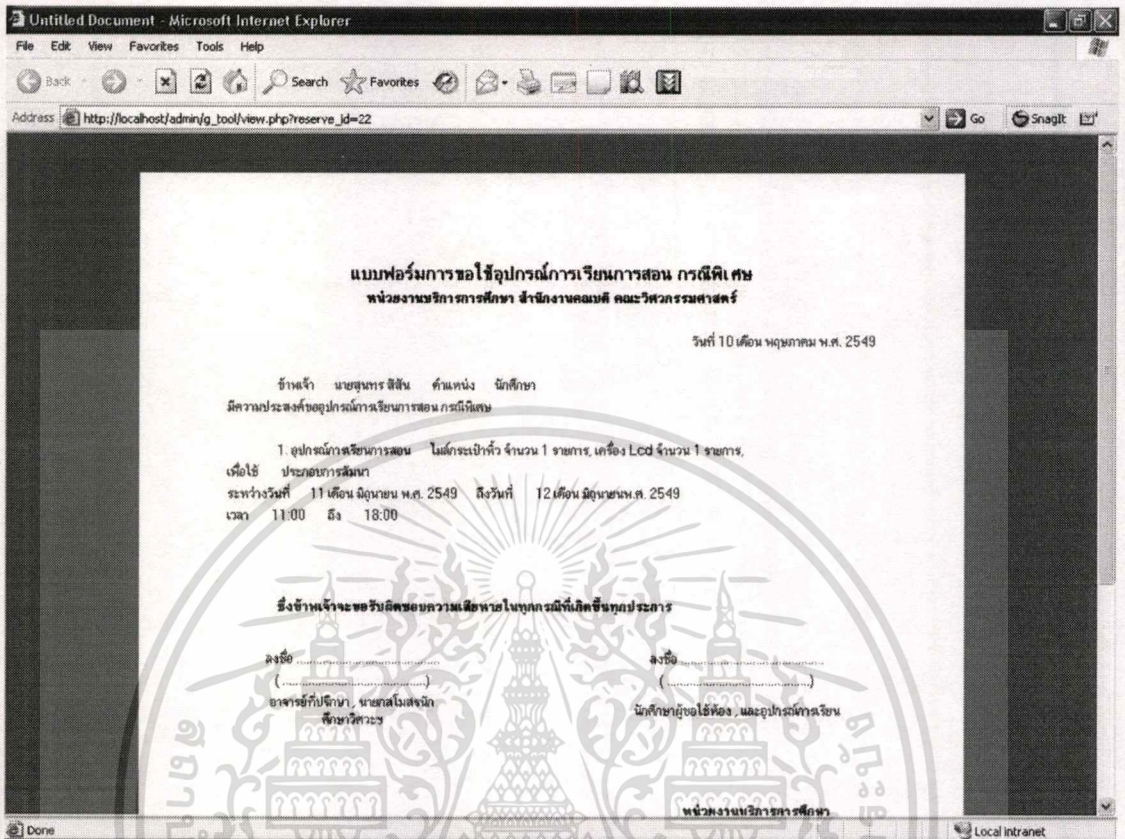 Untitled Document - Microsoft Internet Explorer
File Edit View Favorites Tools Help
Back Search Favorites
Address http://localhost/admin/g_tool/view.php?reserve_id=22 Go SnagIt
แบบฟอร์มการขอใช้อุปกรณ์การเรียนการสอน กรณีพิเศษ
หน่วยงานบริการการศึกษา สำนักงานคณบดี คณะวิศวกรรมศาสตร์
วันที่ 10 เดือน พฤษภาคม พ.ศ. 2549
ข้าพเจ้า นายสุนทร สีสัน ตำแหน่ง นักศึกษา
มีความประสงค์ขออุปกรณ์การเรียนการสอน กรณีพิเศษ
1. อุปกรณ์การเรียนการสอน ไมล์กระเป๋าหิ้ว จำนวน 1 รายการ, เครื่อง Lcd จำนวน 1 รายการ,
เพื่อใช้ ประกอบการสัมนา
ระหว่างวันที่ 11 เดือน มิถุนายน พ.ศ. 2549 ถึงวันที่ 12 เดือน มิถุนายนพ.ศ. 2549
เวลา 11:00 ถึง 18:00
ซึ่งข้าพเจ้าจะขอรับผิดชอบความเสียหายในทุกกรณีที่เกิดขึ้นทุกประการ
ลงชื่อ ........................................ ลงชื่อ ........................................
(........................................) (........................................)
อาจารย์ที่ปรึกษา , นายกสโมสรนัก นักศึกษาผู้ขอใช้ห้อง , และอุปกรณ์การเรียน
ศึกษาวิศวะฯ
หน่วยงานบริการการศึกษา
Done Local intranet